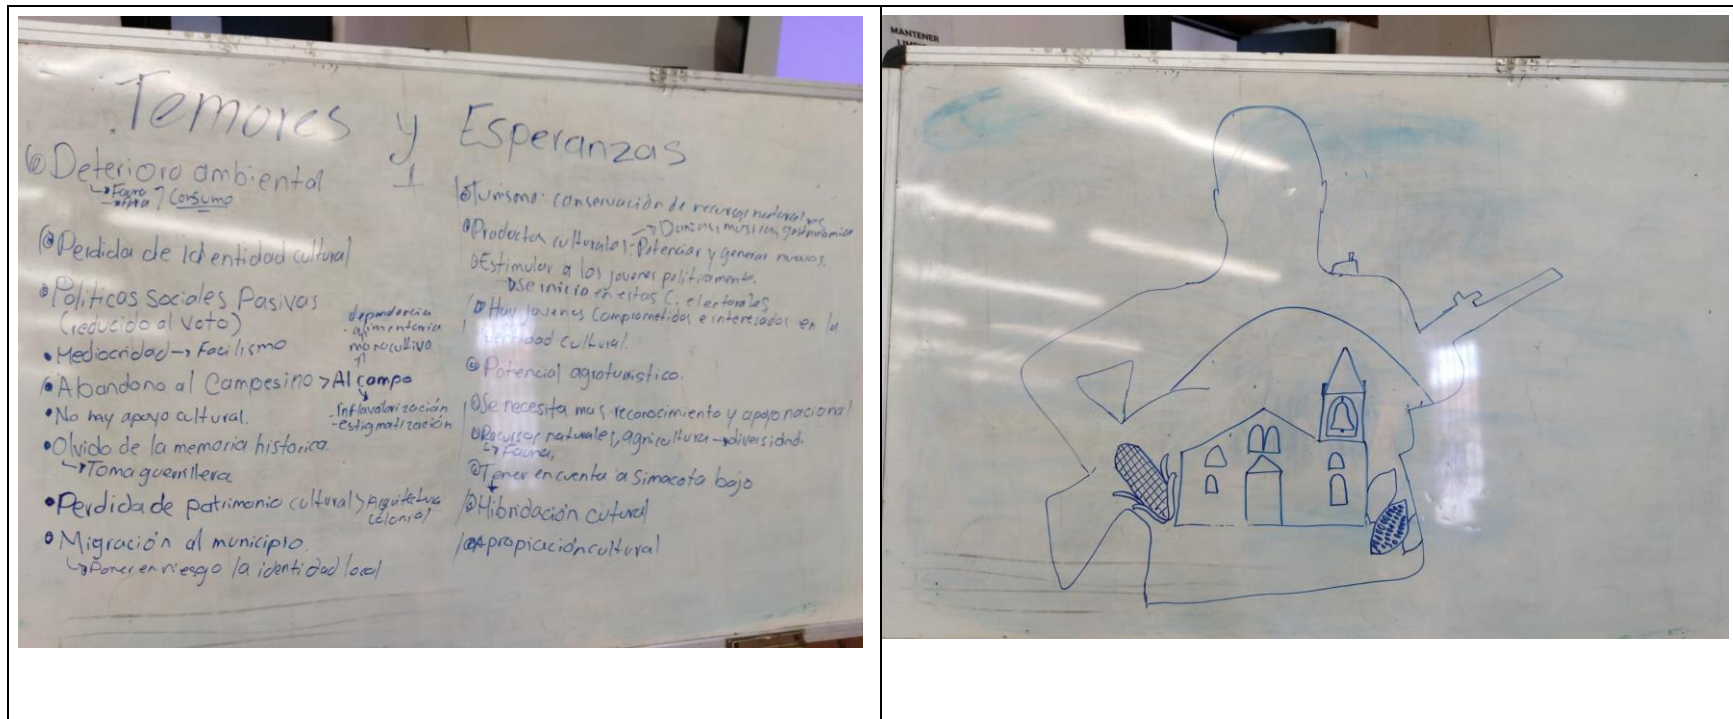 Temores y Esperanzas
Deterioro ambiental
Consumo
Perdida de identidad cultural
Politicas Sociales Pasivas
(reducido al voto)
Mediocridad → Facilismo
dependencia
alimentaria
monocultivo
Abandono al Campesino > Al campo
- Inflavalorización
- estigmatización
No hay apoyo cultural.
Olvido de la memoria historica.
Toma guerrillera
Perdida de patrimonio cultural > Arquitectura
colonial
Migración al municipio.
Poner en riesgo la identidad local
1
Turismo: conservación de recursos naturales
Danzas, musica, gastronomica
Productos culturales: Potenciar y generar nuevos.
Estimular a los jovenes politicamente.
Se inicio en estas C. electorales
Hay jovenes comprometidos e interesados en la
identidad cultural.
Potencial agroturistico.
Se necesita mas reconocimiento y apoyo nacional
Recursos naturales, agricultura → diversidad.
Fauna,
Tener en cuenta a Simacota bajo
Hibridación cutural
Apropiación cultural
MANTENER